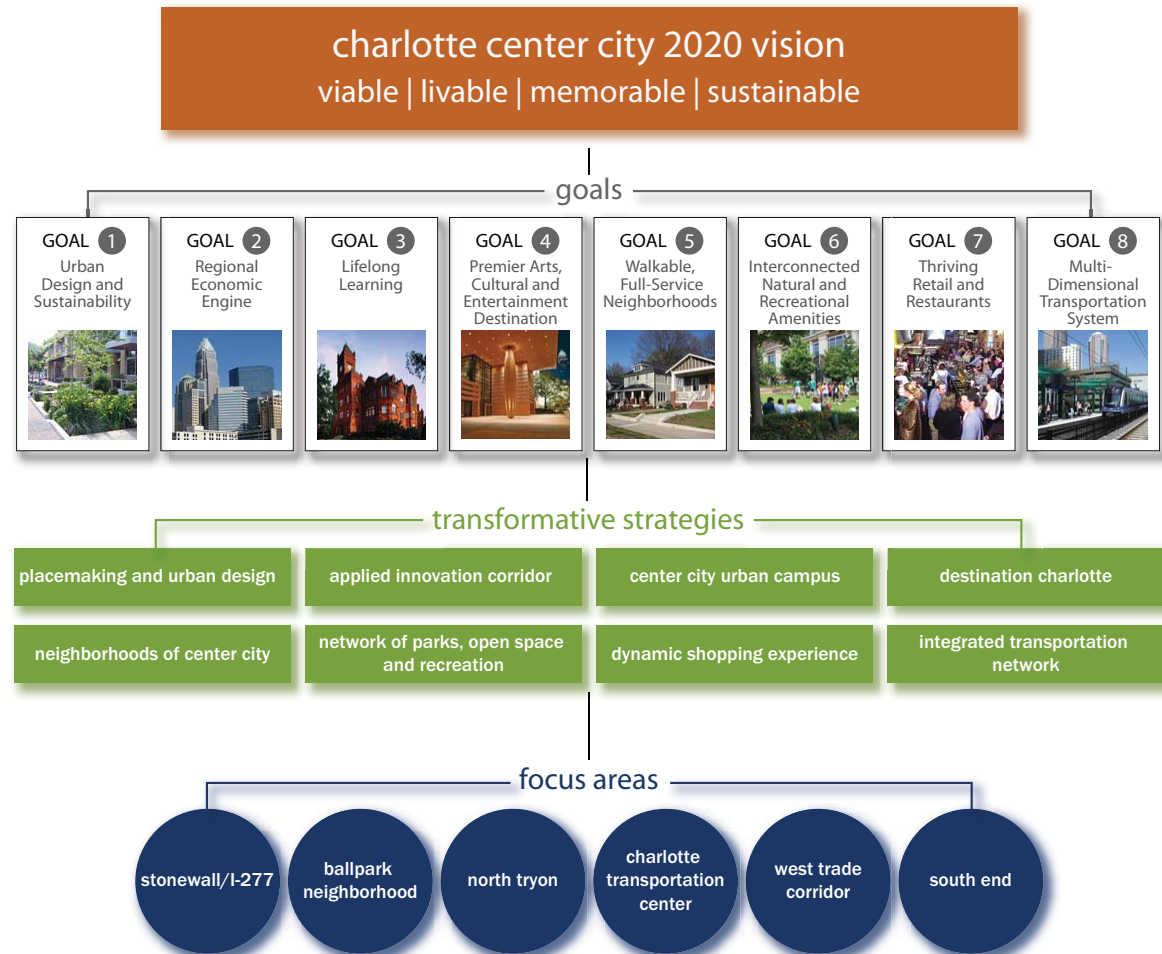 charlotte center city 2020 vision
viable | livable | memorable | sustainable
goals
GOAL 1
Urban
Design and
Sustainability
GOAL 2
Regional
Economic
Engine
GOAL 3
Lifelong
Learning
GOAL 4
Premier Arts,
Cultural and
Entertainment
Destination
GOAL 5
Walkable,
Full-Service
Neighborhoods
GOAL 6
Interconnected
Natural and
Recreational
Amenities
GOAL 7
Thriving
Retail and
Restaurants
GOAL 8
Multi-
Dimensional
Transportation
System
transformative strategies
placemaking and urban design
applied innovation corridor
center city urban campus
destination charlotte
neighborhoods of center city
network of parks, open space
and recreation
dynamic shopping experience
integrated transportation
network
focus areas
stonewall/I-277
ballpark
neighborhood
north tryon
charlotte
transportation
center
west trade
corridor
south end